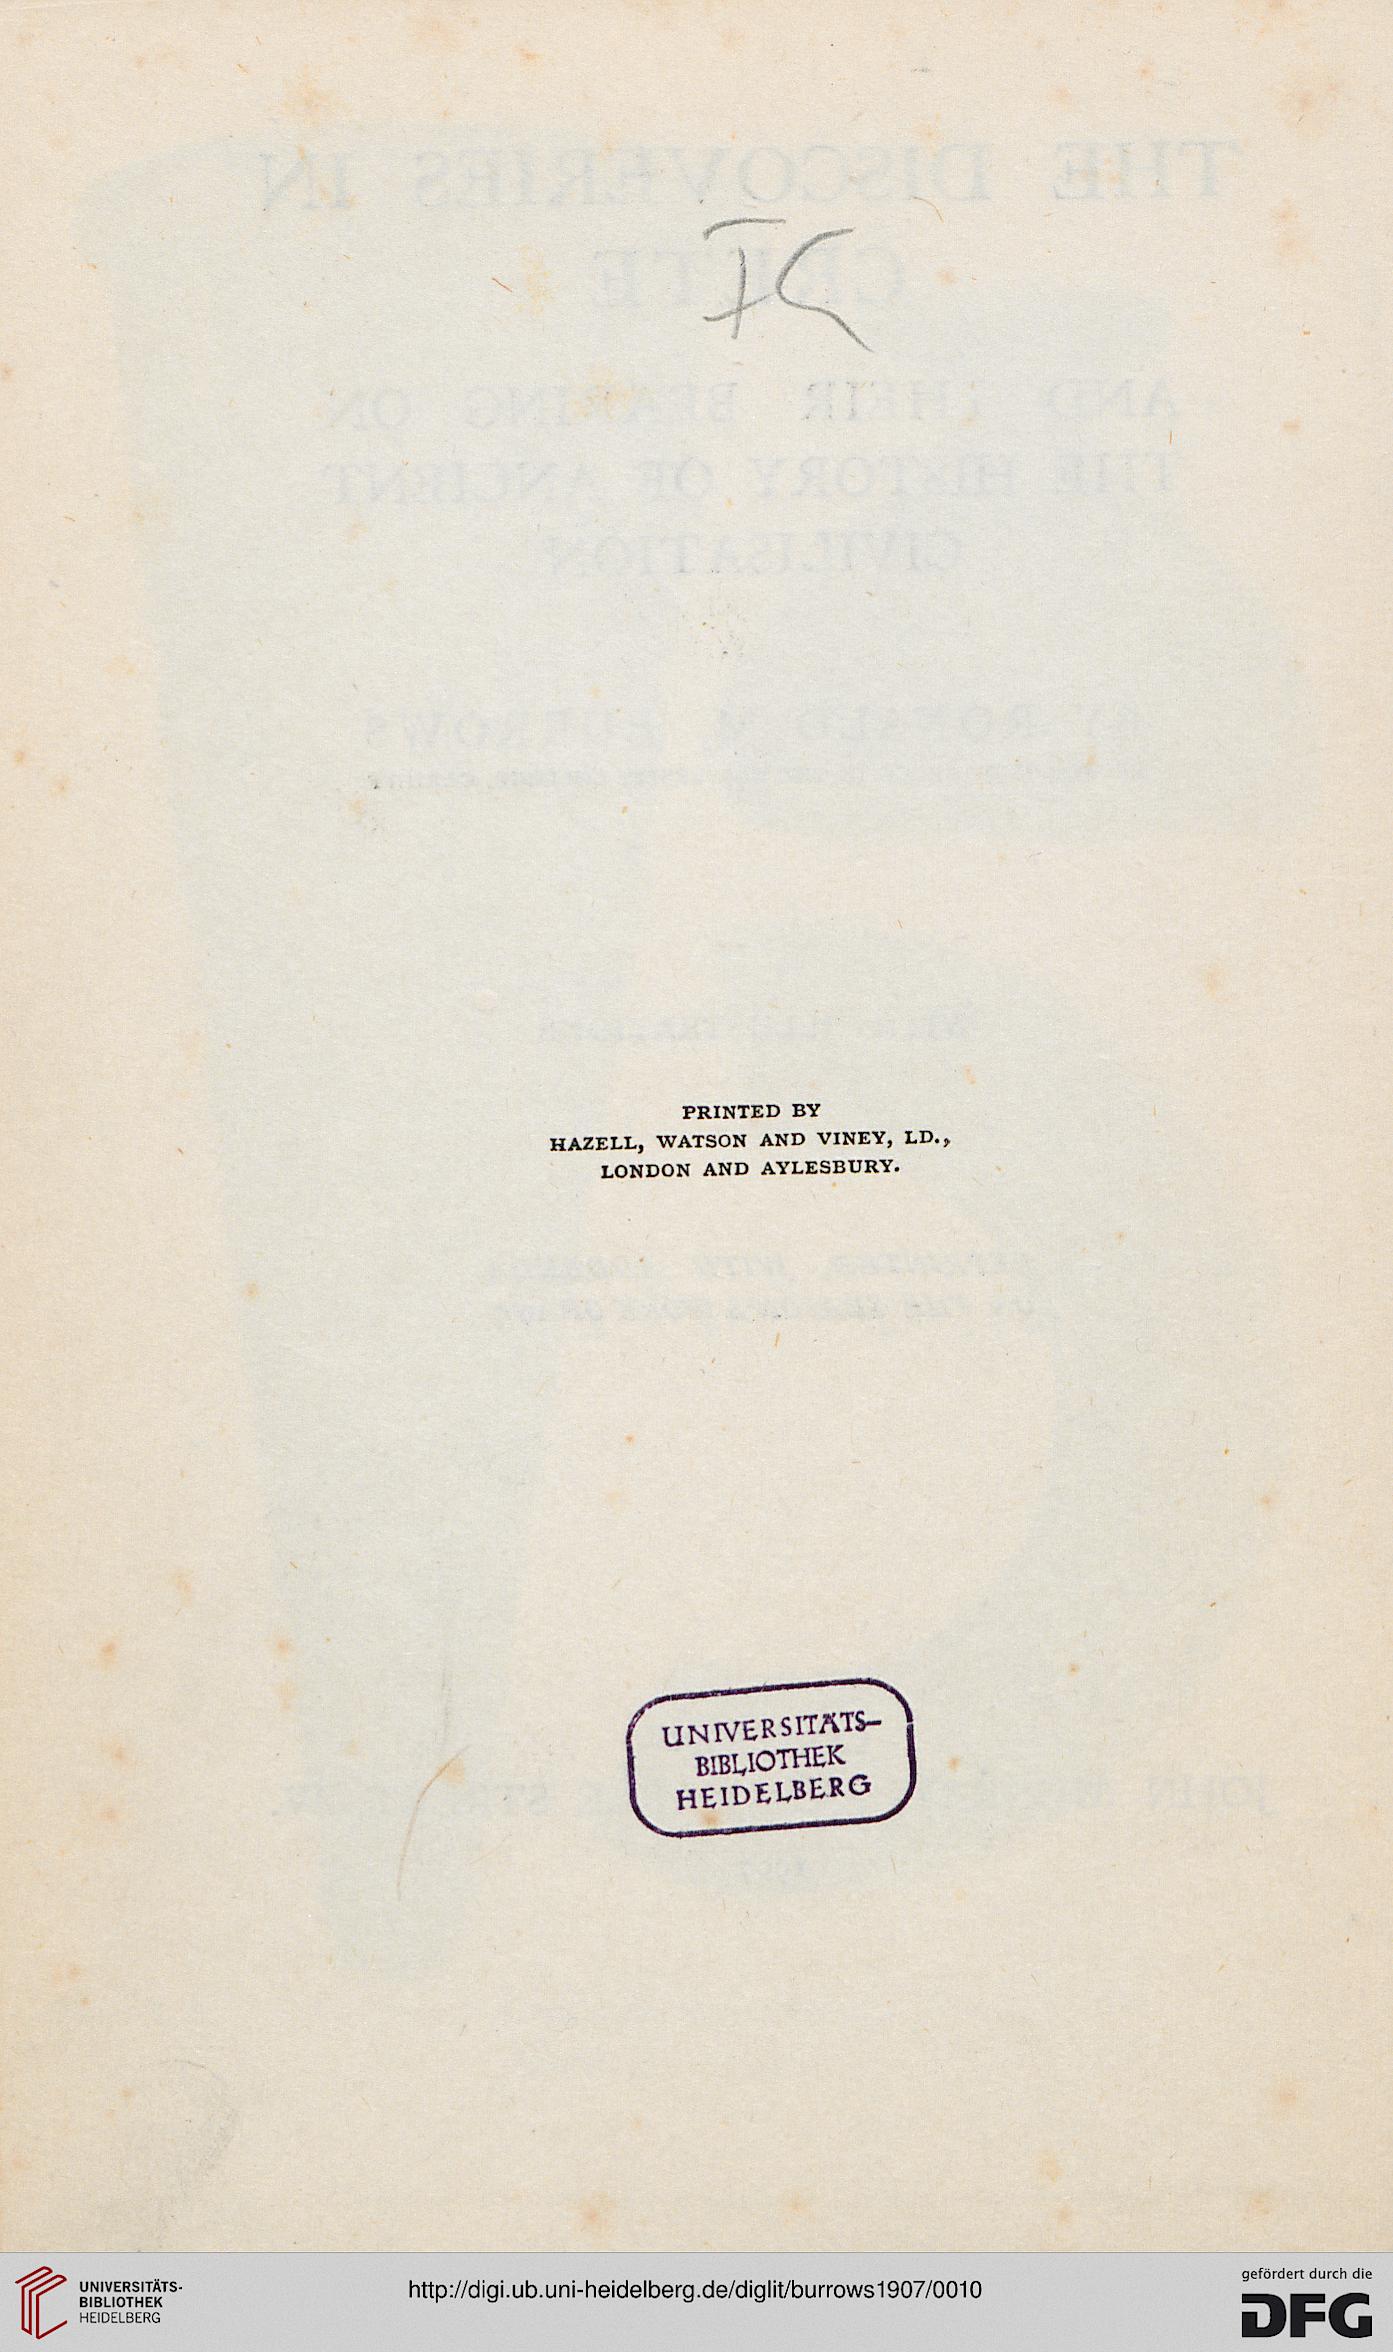 PRINTED BY
HAZELL, WATSON AND VINEY, LD.,
LONDON AND AYLESBURY.
UNIVERSITÄTS-
BIBLIOTHEK
HEIDELBERG
UNIVERSITÄTS-
BIBLIOTHEK
HEIDELBERG
http://digi.ub.uni-heidelberg.de/diglit/burrows1907/0010
gefördert durch die
DFG